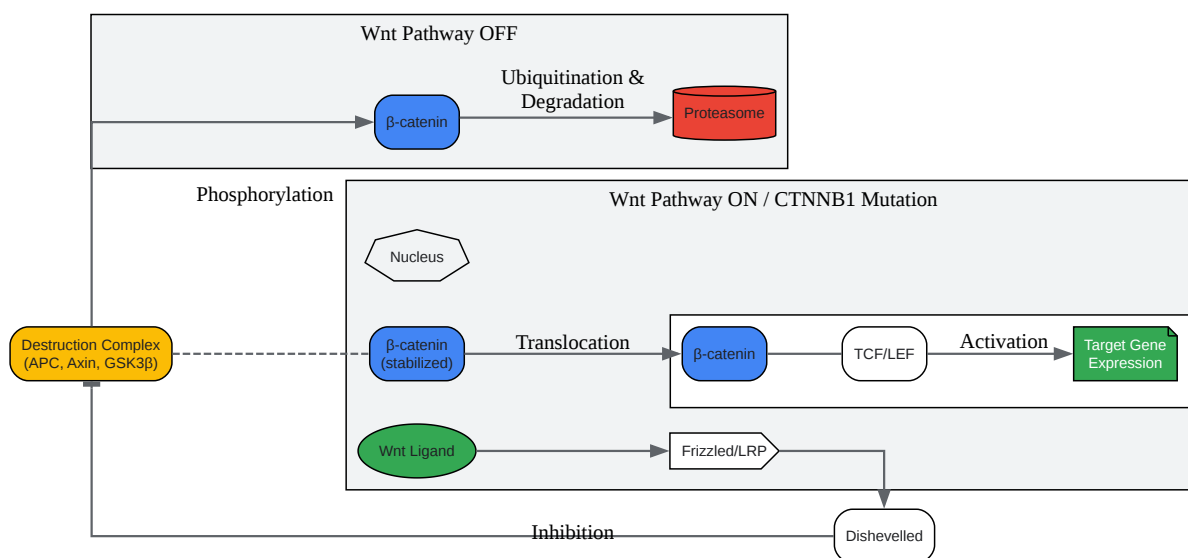 Wnt Pathway OFF
Ubiquitination &
Degradation
β-catenin
Proteasome
Phosphorylation
Wnt Pathway ON / CTNNB1 Mutation
Nucleus
Destruction Complex
(APC, Axin, GSK3β)
β-catenin
(stabilized)
Translocation
β-catenin
TCF/LEF
Activation
Target Gene
Expression
Wnt Ligand
Frizzled/LRP
Inhibition
Dishevelled